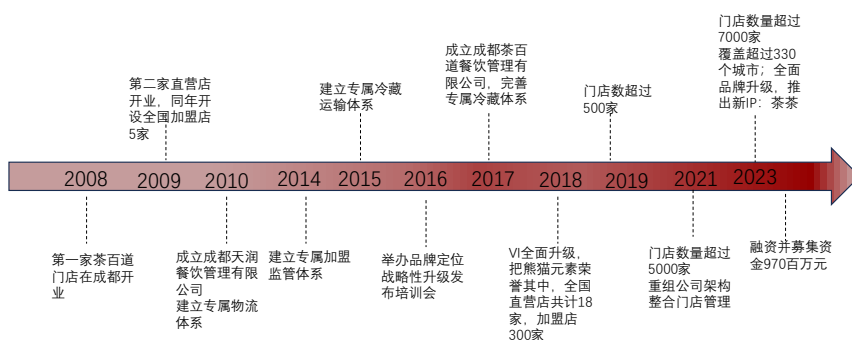 门店数量超过
7000家
覆盖超过330
个城市；全面
品牌升级，推
出新IP：茶茶
成立成都茶百
道餐饮管理有
限公司，完善
专属冷藏体系
第二家直营店
开业，同年开
设全国加盟店
5家
建立专属冷藏
运输体系
门店数超过
500家
2008
2009
2010
2014
2015
2016
2017
2018
2019
2021
2023
第一家茶百道
门店在成都开
业
成立成都天润
餐饮管理有限
公司
建立专属物流
体系
建立专属加盟
监管体系
举办品牌定位
战略性升级发
布培训会
VI全面升级，
把熊猫元素荣
誉其中，全国
直营店共计18
家，加盟店
300家
门店数量超过
5000家
重组公司架构
整合门店管理
融资并募集资
金970百万元